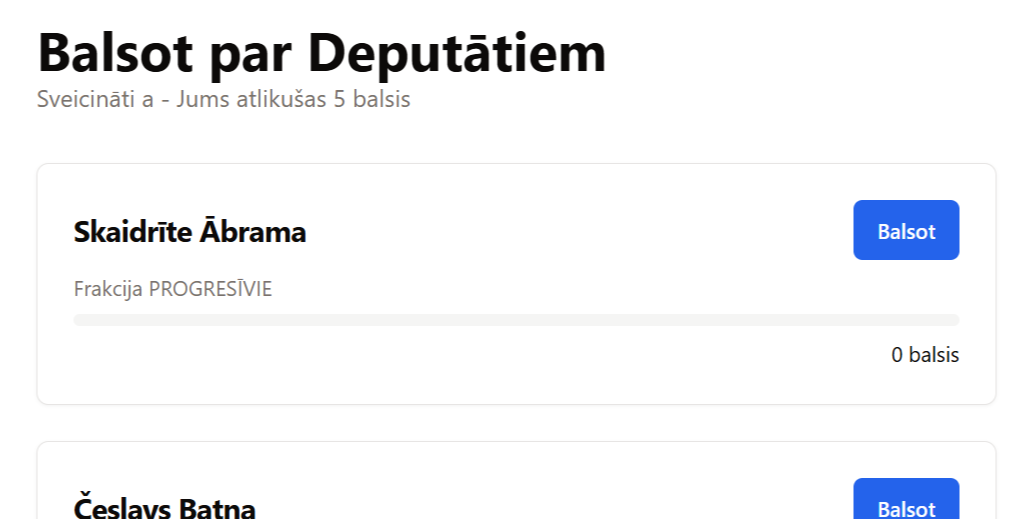 Balsot par Deputātiem
Sveicināti a - Jums atlikušas 5 balsis
Skaidrīte Ābrama
Balsot
Frakcija PROGRESĪVIE
0 balsis
Česlavs Batņa
Balsot